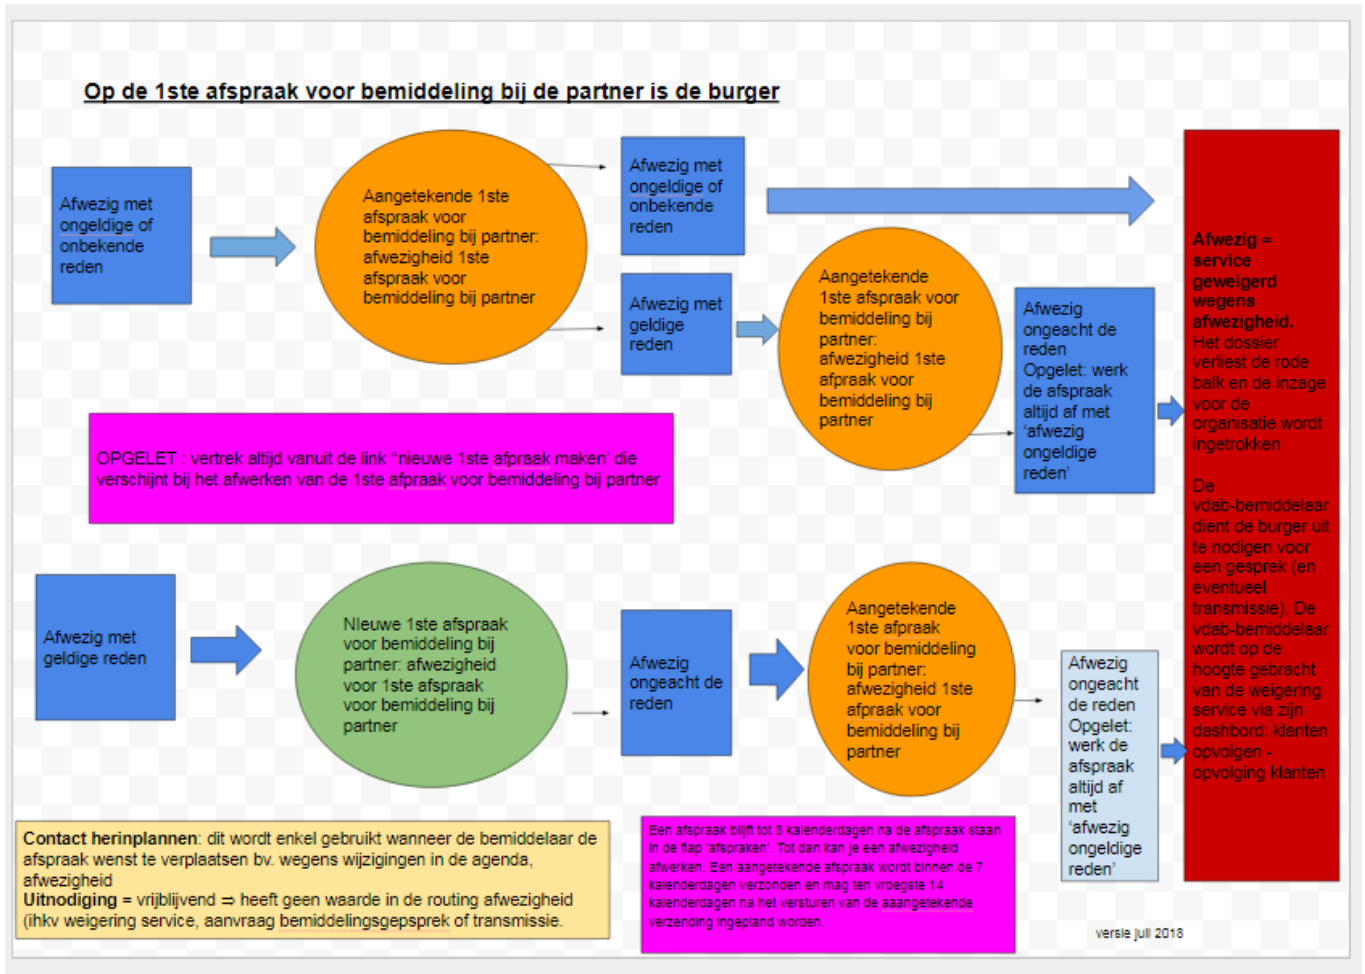 Op de 1ste afspraak voor bemiddeling bij de partner is de burger
Afwezig met
ongeldige of
onbekende
reden
Aangetekende 1ste
afspraak voor
bemiddeling bij partner:
afwezigheid 1ste
afspraak voor
bemiddeling bij partner
Afwezig met
ongeldige of
onbekende
reden
Afwezig met
geldige
reden
Aangetekende
1ste afspraak voor
bemiddeling bij
partner:
afwezigheid 1ste
afpraak voor
bemiddeling bij
partner
Afwezig
ongeacht de
reden
Opgelet: werk
de afspraak
altijd af met
'afwezig
ongeldige
reden'
Afwezig =
service
geweigerd
wegens
afwezigheid.
Het dossier
verliest de rode
balk en de inzage
voor de
organisatie wordt
ingetrokken
De
vdab-bemiddelaar
dient de burger uit
te nodigen voor
een gesprek (en
eventueel
transmissie). De
vdab-bemiddelaar
wordt op de
hoogte gebracht
van de weigering
service via zijn
dashbord: klanten
opvolgen -
opvolging klanten
OPGELET : vertrek altijd vanuit de link "nieuwe 1ste afpraak maken' die
verschijnt bij het afwerken van de 1ste afpraak voor bemiddeling bij partner
Afwezig met
geldige reden
NIeuwe 1ste afspraak
voor bemiddeling bij
partner: afwezigheid
voor 1ste afspraak
voor bemiddeling bij
partner
Afwezig
ongeacht de
reden
Aangetekende
1ste afpraak
voor bemiddeling
bij partner:
afwezigheid 1ste
afpraak voor
bemiddeling bij
partner
Afwezig
ongeacht
de reden
Opgelet:
werk de
afspraak
altijd af
met
'afwezig
ongeldige
reden'
Contact herinplannen: dit wordt enkel gebruikt wanneer de bemiddelaar de
afspraak wenst te verplaatsen bv. wegens wijzigingen in de agenda,
afwezigheid
Uitnodiging = vrijblijvend ⇒ heeft geen waarde in de routing afwezigheid
(ihkv weigering service, aanvraag bemiddelingsgepsprek of transmissie.
Een afspraak blijft tot 8 kalenderdagen na de afspraak staan
in de flap 'afspraken'. Tot dan kan je een afwezigheid
afwerken. Een aangetekende afspraak wordt binnen de 7
kalenderdagen verzonden en mag ten vroegste 14
kalenderdagen na het versturen van de aaangetekende
verzending ingepland worden.
versie juli 2018